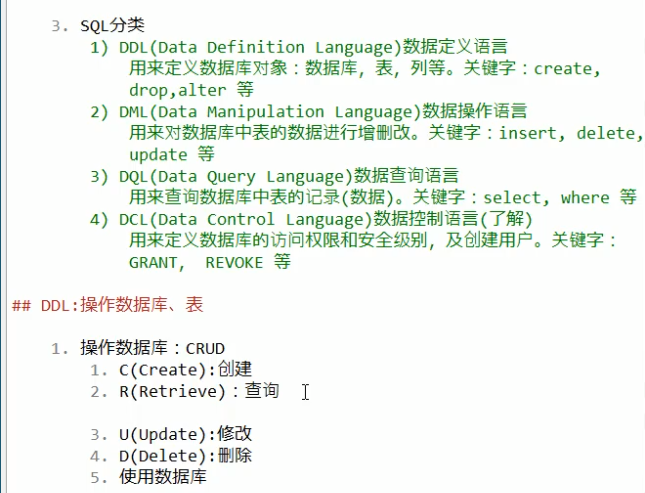 3. SQL分类
1) DDL(Data Definition Language)数据定义语言
用来定义数据库对象：数据库，表，列等。关键字：create,
drop,alter 等
2) DML(Data Manipulation Language)数据操作语言
用来对数据库中表的数据进行增删改。关键字：insert, delete,
update 等
3) DQL(Data Query Language)数据查询语言
用来查询数据库中表的记录(数据)。关键字：select, where 等
4) DCL(Data Control Language)数据控制语言(了解)
用来定义数据库的访问权限和安全级别，及创建用户。关键字：
GRANT， REVOKE 等
## DDL:操作数据库、表
1. 操作数据库：CRUD
1. C(Create):创建
2. R(Retrieve)：查询
3. U(Update):修改
4. D(Delete):删除
5. 使用数据库